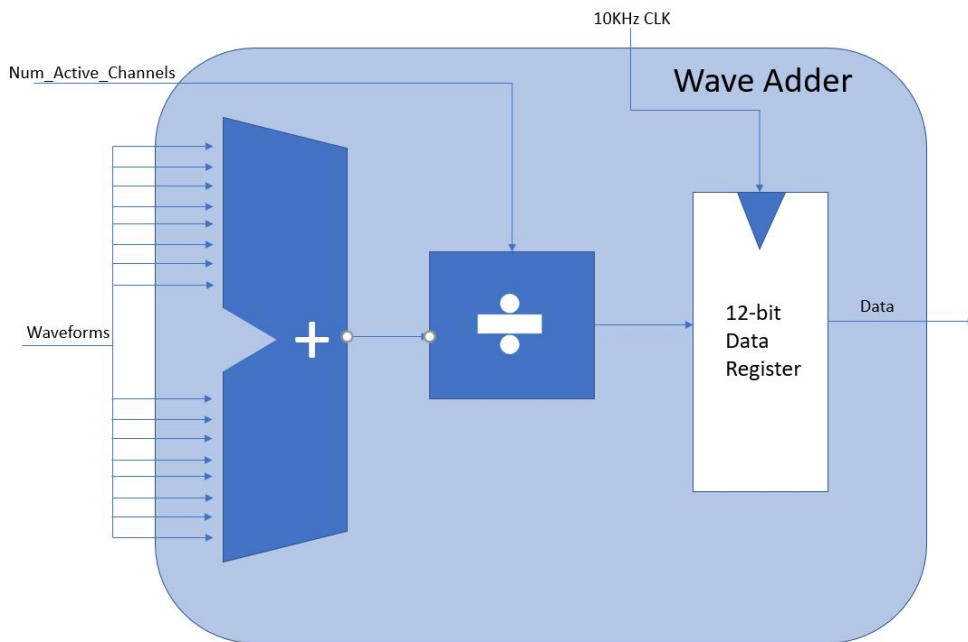 10KHz CLK
Num_Active_Channels
Wave Adder
Waveforms
+
÷
12-bit
Data
Register
Data